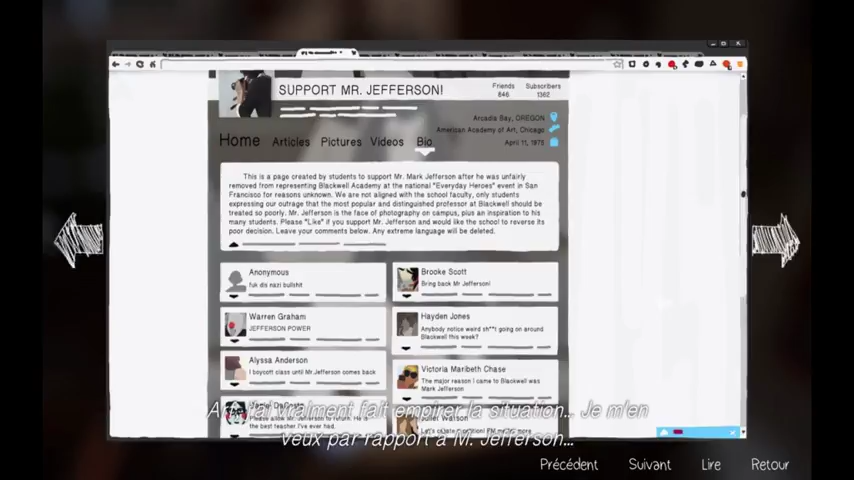 SUPPORT MR. JEFFERSON!
Friends
846
Subscribers
1362
Arcadia Bay, OREGON
American Academy of Art, Chicago
April 11, 1975
Home Articles Pictures Videos Bio.
This is a page created by students to support Mr. Mark Jefferson after he was unfairly
removed from representing Blackwell Academy at the national "Everyday Heroes" event in San
Francisco for reasons unknown. We are not aligned with the school faculty, only students
expressing our outrage that the most popular and distinguished professor at Blackwell should be
treated so poorly. Mr. Jefferson is the face of photography on campus, plus an inspiration to his
many students. Please "Like" if you support Mr. Jefferson and would like the school to reverse its
poor decision. Leave your comments below. Any extreme language will be deleted.
Anonymous
fuk dis nazi bullshit
Warren Graham
JEFFERSON POWER
Alyssa Anderson
I boycott class until Mr.Jefferson comes back
Please allow Mr. Jefferson to return. He is
the best teacher I've ever had.
Brooke Scott
Bring back Mr Jefferson!
Hayden Jones
Anybody notice weird sh**t going on around
Blackwell this week?
Victoria Maribeth Chase
The major reason I came to Blackwell was
Mark Jefferson
Juliet Watson
j'ai vraiment fait empirer la situation... Je m'en
veux par rapport à M. Jefferson...
Précédent Suivant Lire Retour